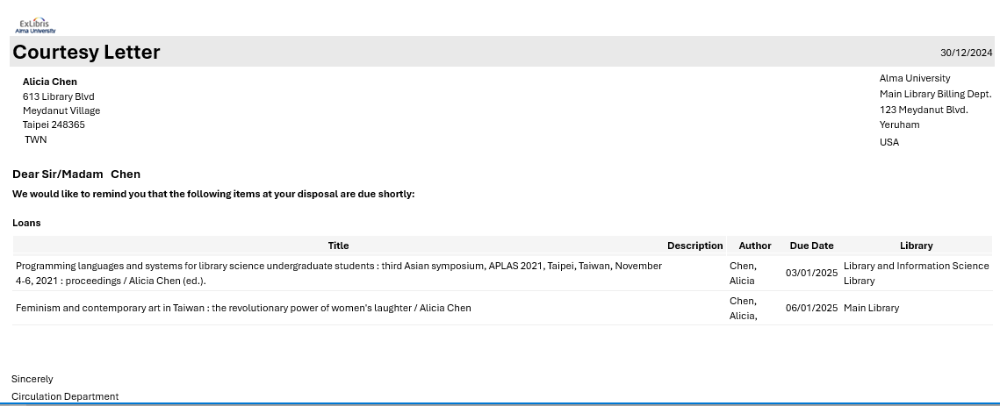 ExLibris
Alma University
Courtesy Letter 30/12/2024
Alicia Chen
613 Library Blvd
Meydanut Village
Taipei 248365
TWN
Alma University
Main Library Billing Dept.
123 Meydanut Blvd.
Yeruham
USA
Dear Sir/Madam Chen
We would like to remind you that the following items at your disposal are due shortly:
Loans
Title Description Author Due Date Library
Programming languages and systems for library science undergraduate students : third Asian symposium, APLAS 2021, Taipei, Taiwan, November
4-6, 2021 : proceedings / Alicia Chen (ed.).
Chen,
Alicia
03/01/2025
Library and Information Science
Library
Feminism and contemporary art in Taiwan : the revolutionary power of women's laughter / Alicia Chen
Chen,
Alicia,
06/01/2025
Main Library
Sincerely
Circulation Department